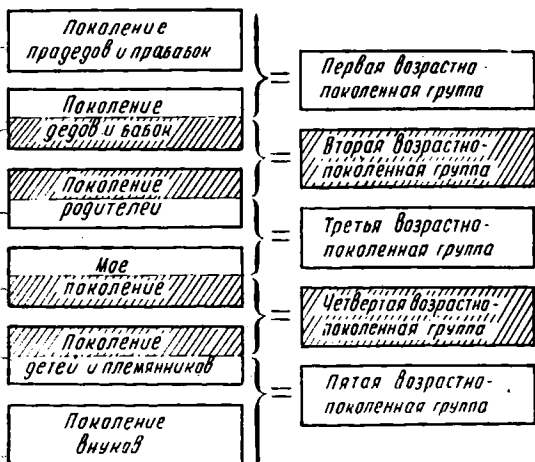 Поколение
прадедов и прабабок
Поколение
дедов и бабок
Поколение
родителей
Мое
поколение
Поколение
детей и племянников
Поколение
внуков
=
Первая возрастно-
поколенная группа
=
Вторая возрастно-
поколенная группа
=
Третья возрастно-
поколенная группа
=
Четвертая возрастно-
поколенная группа
=
Пятая возрастно-
поколенная группа